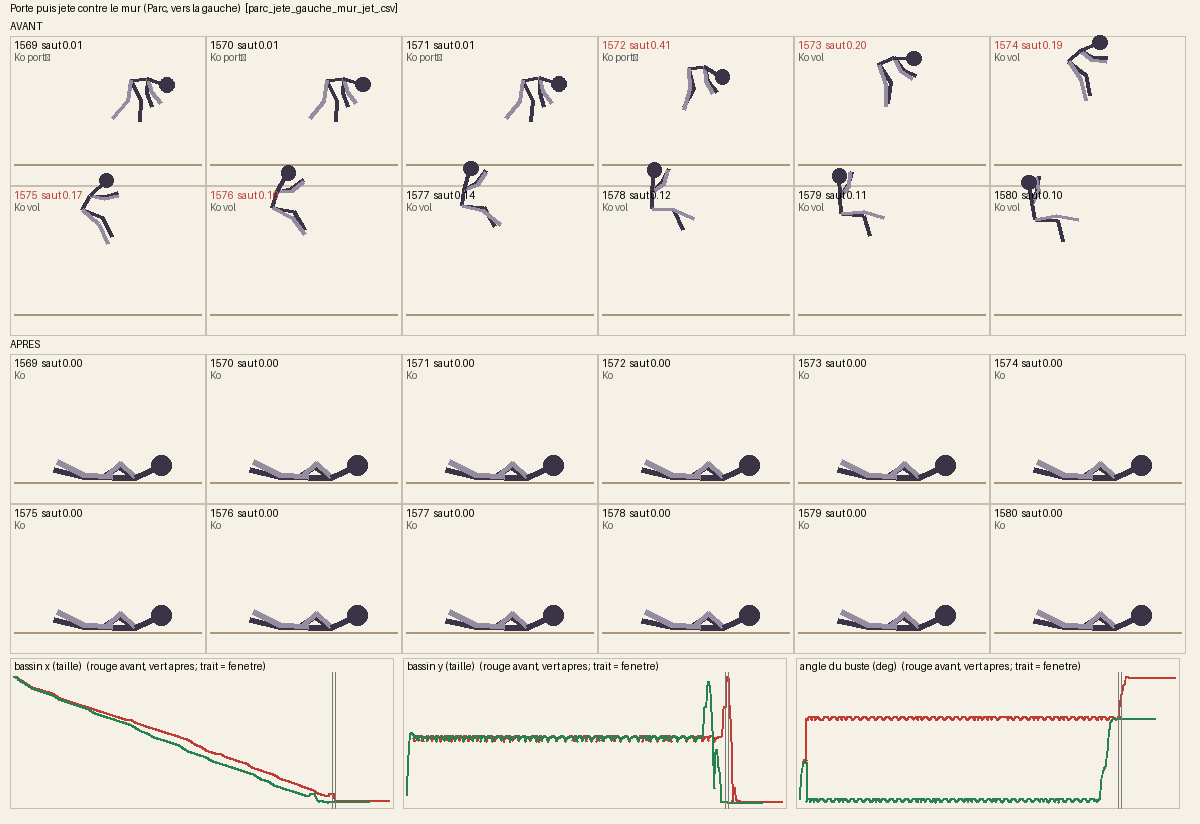 Porte puis jete contre le mur (Parc, vers la gauche) [parc_jete_gauche_mur_jet_.csv]
AVANT
1569 saut 0.01
Ko port
1570 saut 0.01
Ko port
1571 saut 0.01
Ko port
1572 saut 0.41
Ko port
1573 saut 0.20
Ko vol
1574 saut 0.19
Ko vol
1575 saut 0.17
Ko vol
1576 saut 0.16
Ko vol
1577 saut 0.14
Ko vol
1578 saut 0.12
Ko vol
1579 saut 0.11
Ko vol
1580 saut 0.10
Ko vol
APRES
1569 saut 0.00
Ko
1570 saut 0.00
Ko
1571 saut 0.00
Ko
1572 saut 0.00
Ko
1573 saut 0.00
Ko
1574 saut 0.00
Ko
1575 saut 0.00
Ko
1576 saut 0.00
Ko
1577 saut 0.00
Ko
1578 saut 0.00
Ko
1579 saut 0.00
Ko
1580 saut 0.00
Ko
bassin x (taille) (rouge avant, vert apres; trait = fenetre)
bassin y (taille) (rouge avant, vert apres; trait = fenetre)
angle du buste (deg) (rouge avant, vert apres; trait = fenetre)